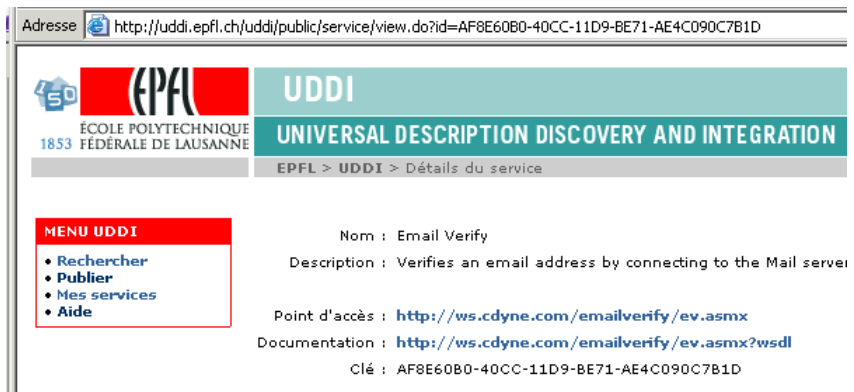 Adresse http://uddi.epfl.ch/uddi/public/service/view.do?id=AF8E60B0-40CC-11D9-BE71-AE4C090C7B1D
150 EPFL
ÉCOLE POLYTECHNIQUE
1853 FÉDÉRALE DE LAUSANNE
UDDI
UNIVERSAL DESCRIPTION DISCOVERY AND INTEGRATION
EPFL > UDDI > Détails du service
MENU UDDI
• Rechercher
• Publier
• Mes services
• Aide
Nom : Email Verify
Description : Verifies an email address by connecting to the Mail server
Point d'accès : http://ws.cdyne.com/emailverify/ev.asmx
Documentation : http://ws.cdyne.com/emailverify/ev.asmx?wsdl
Clé : AF8E60B0-40CC-11D9-BE71-AE4C090C7B1D